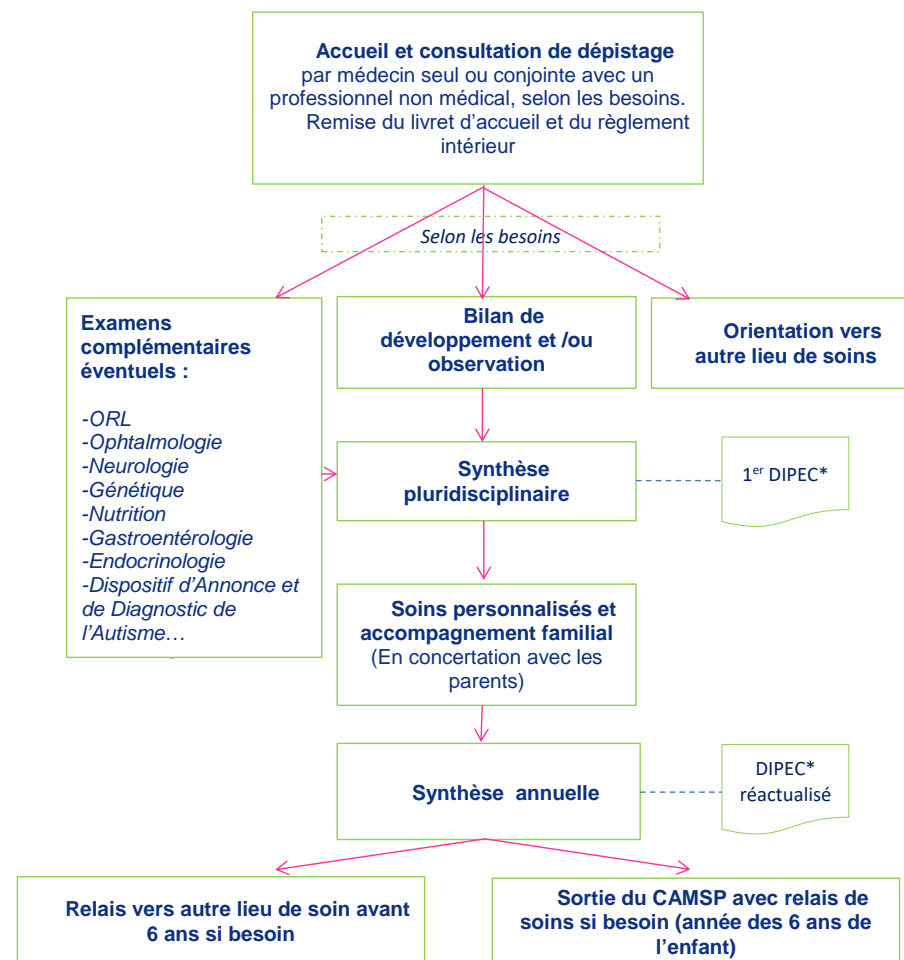 Accueil et consultation de dépistage
par médecin seul ou conjointe avec un
professionnel non médical, selon les besoins.
Remise du livret d'accueil et du règlement
intérieur
Selon les besoins
Examens
complémentaires
éventuels :
-ORL
-Ophtalmologie
-Neurologie
-Génétique
-Nutrition
-Gastroentérologie
-Endocrinologie
-Dispositif d'Annonce et
de Diagnostic de
l'Autisme…
Bilan de
développement et /ou
observation
Orientation vers
autre lieu de soins
Synthèse
pluridisciplinaire
1er DIPEC*
Soins personnalisés et
accompagnement familial
(En concertation avec les
parents)
Synthèse annuelle
DIPEC*
réactualisé
Relais vers autre lieu de soin avant
6 ans si besoin
Sortie du CAMSP avec relais de
soins si besoin (année des 6 ans de
l'enfant)